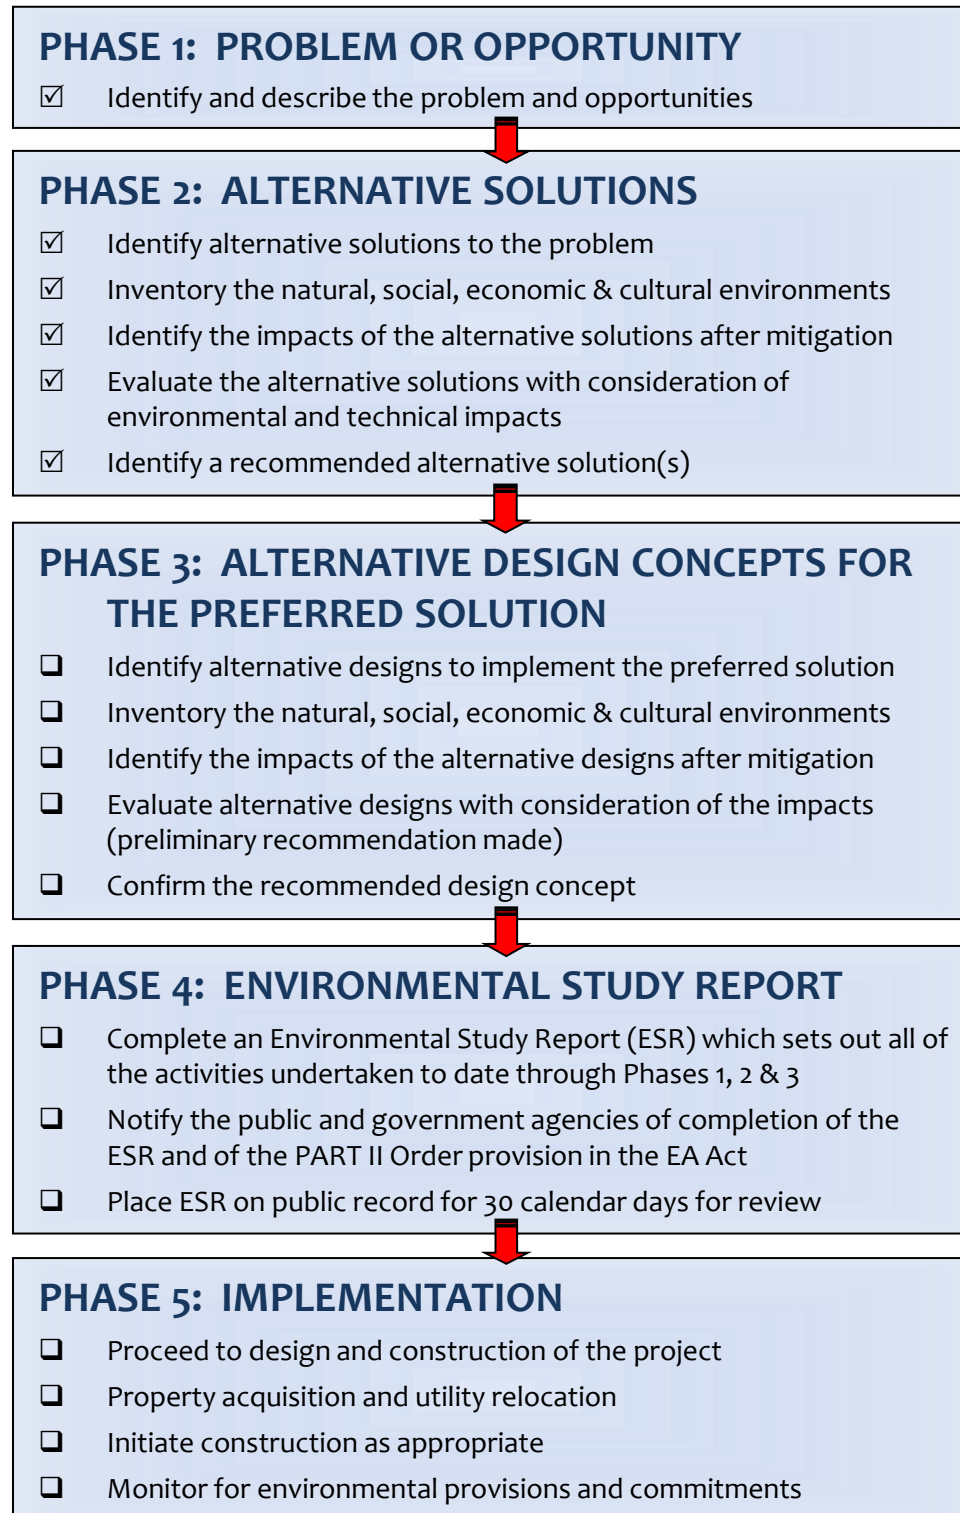 PHASE 1: PROBLEM OR OPPORTUNITY
☑ Identify and describe the problem and opportunities
PHASE 2: ALTERNATIVE SOLUTIONS
☑ Identify alternative solutions to the problem
☑ Inventory the natural, social, economic & cultural environments
☑ Identify the impacts of the alternative solutions after mitigation
☑ Evaluate the alternative solutions with consideration of
environmental and technical impacts
☑ Identify a recommended alternative solution(s)
PHASE 3: ALTERNATIVE DESIGN CONCEPTS FOR
THE PREFERRED SOLUTION
❑ Identify alternative designs to implement the preferred solution
❑ Inventory the natural, social, economic & cultural environments
❑ Identify the impacts of the alternative designs after mitigation
❑ Evaluate alternative designs with consideration of the impacts
(preliminary recommendation made)
❑ Confirm the recommended design concept
PHASE 4: ENVIRONMENTAL STUDY REPORT
❑ Complete an Environmental Study Report (ESR) which sets out all of
the activities undertaken to date through Phases 1, 2 & 3
❑ Notify the public and government agencies of completion of the
ESR and of the PART II Order provision in the EA Act
❑ Place ESR on public record for 30 calendar days for review
PHASE 5: IMPLEMENTATION
❑ Proceed to design and construction of the project
❑ Property acquisition and utility relocation
❑ Initiate construction as appropriate
❑ Monitor for environmental provisions and commitments